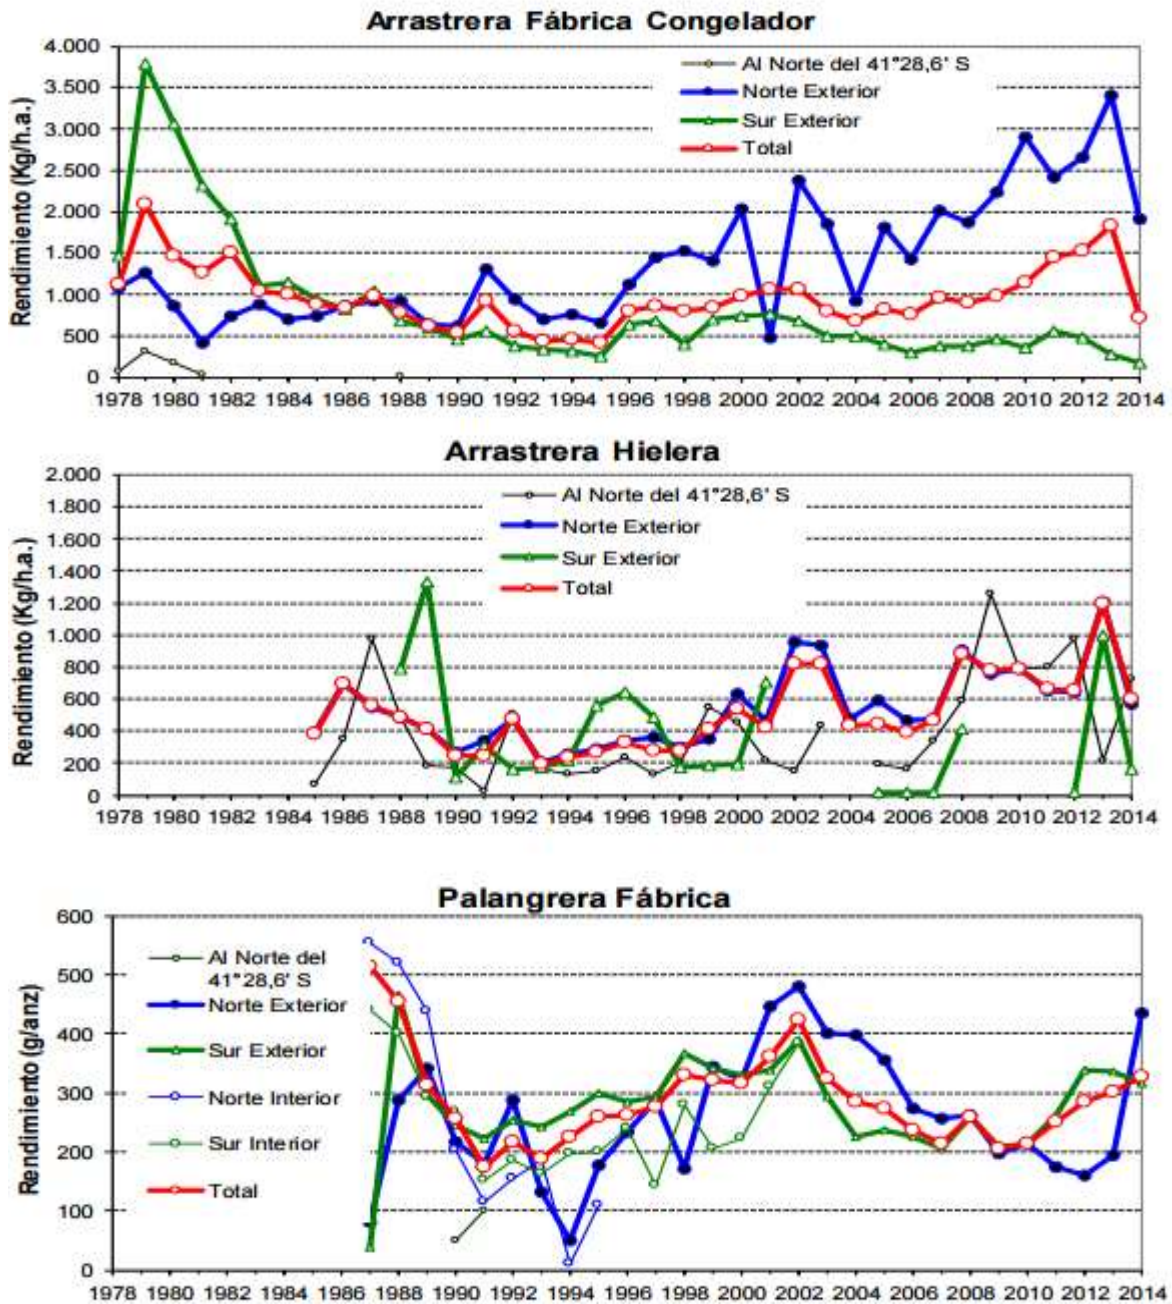 Arrastrera Fábrica Congelador
Rendimiento (Kg/h.a.)
4.000
3.500
3.000
2.500
2.000
1.500
1.000
500
0
Al Norte del 41°28,6' S
Norte Exterior
Sur Exterior
Total
1978 1980 1982 1984 1986 1988 1990 1992 1994 1996 1998 2000 2002 2004 2006 2008 2010 2012 2014
Arrastrera Hielera
Rendimiento (Kg/h.a.)
2.000
1.800
1.600
1.400
1.200
1.000
800
600
400
200
0
Al Norte del 41°28,6' S
Norte Exterior
Sur Exterior
Total
1978 1980 1982 1984 1986 1988 1990 1992 1994 1996 1998 2000 2002 2004 2006 2008 2010 2012 2014
Palangrera Fábrica
Rendimiento (g/anz)
600
500
400
300
200
100
0
Al Norte del
41°28,6' S
Norte Exterior
Sur Exterior
Norte Interior
Sur Interior
Total
1978 1980 1982 1984 1986 1988 1990 1992 1994 1996 1998 2000 2002 2004 2006 2008 2010 2012 2014